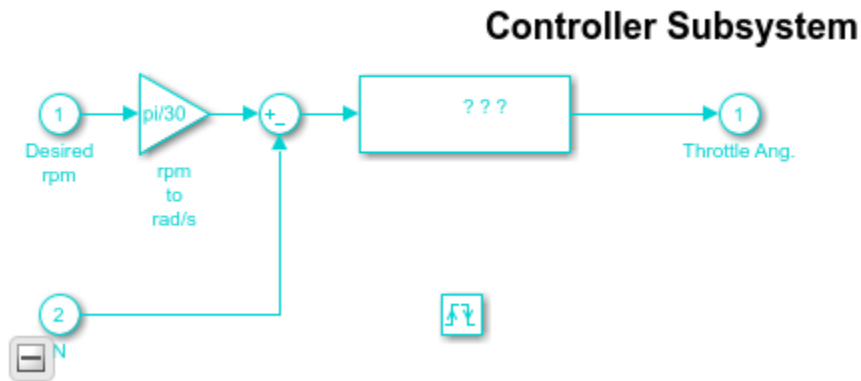 Controller Subsystem
1
Desired
rpm
pi/30
rpm
to
rad/s
+
_
? ? ?
1
Throttle Ang.
2
N